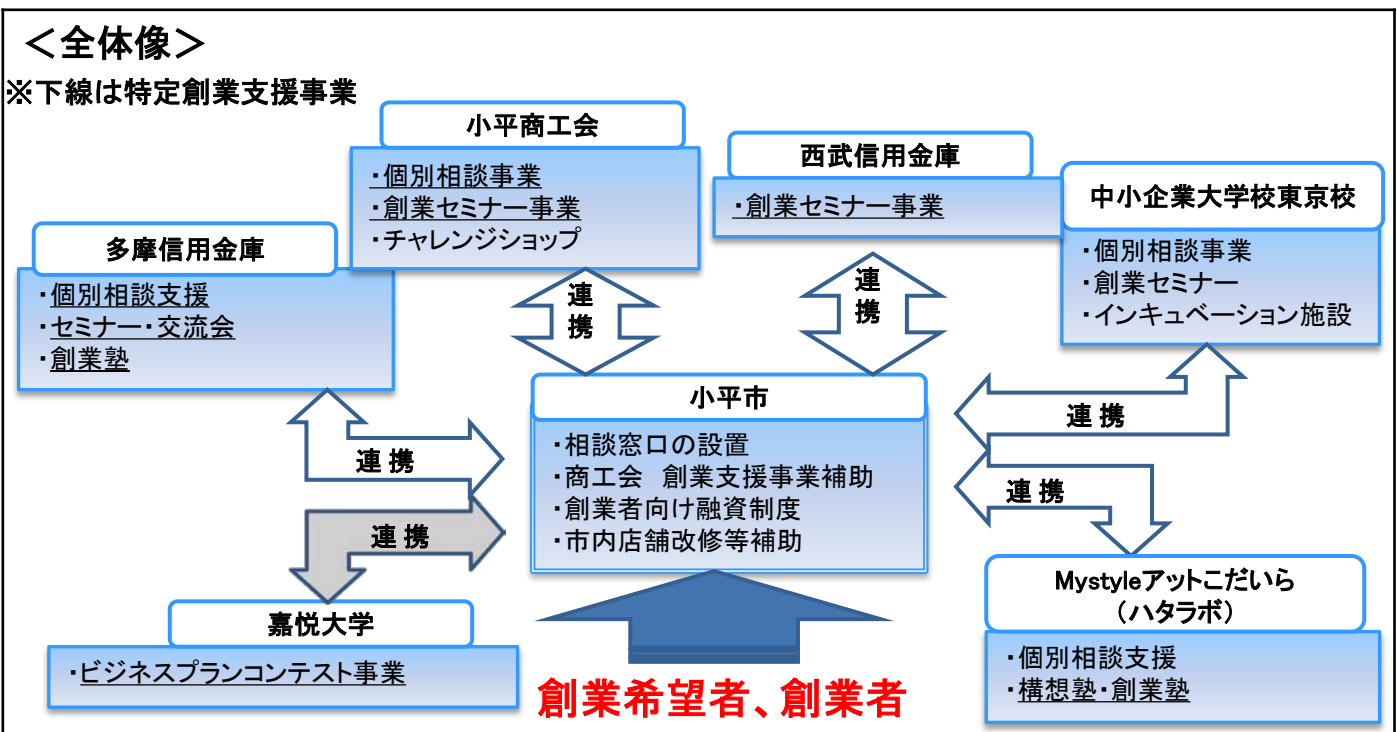 ＜全体像＞
※下線は特定創業支援事業
小平商工会
・個別相談事業
・創業セミナー事業
・チャレンジショップ
西武信用金庫
・創業セミナー事業
中小企業大学校東京校
・個別相談事業
・創業セミナー
・インキュベーション施設
多摩信用金庫
・個別相談支援
・セミナー・交流会
・創業塾
連携
連携
連携
連携
小平市
・相談窓口の設置
・商工会　創業支援事業補助
・創業者向け融資制度
・市内店舗改修等補助
連携
連携
嘉悦大学
・ビジネスプランコンテスト事業
Mystyleアットこだいら
（ハタラボ）
・個別相談支援
・構想塾・創業塾
創業希望者、創業者